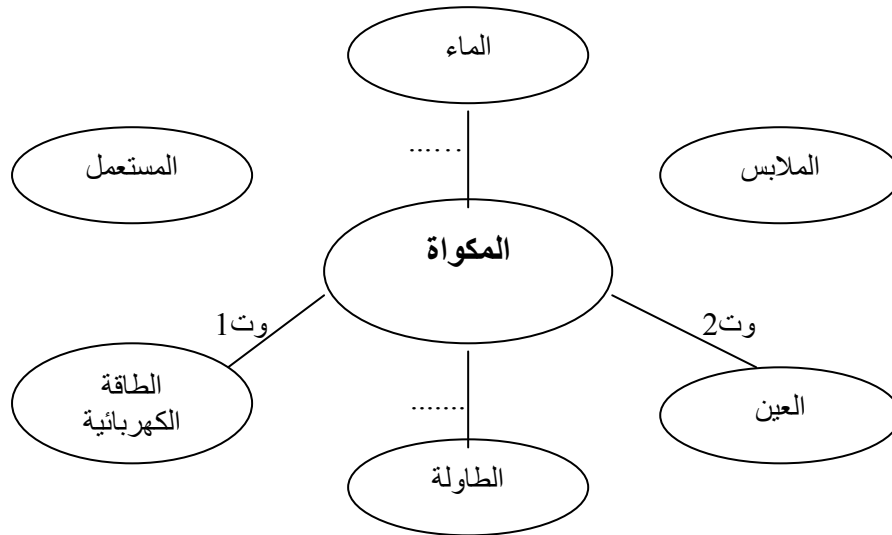 الماء
......
الملابس
المستعمل
المكواة
وت2
وت1
العين
الطاقة
الكهربائية
.......
الطاولة